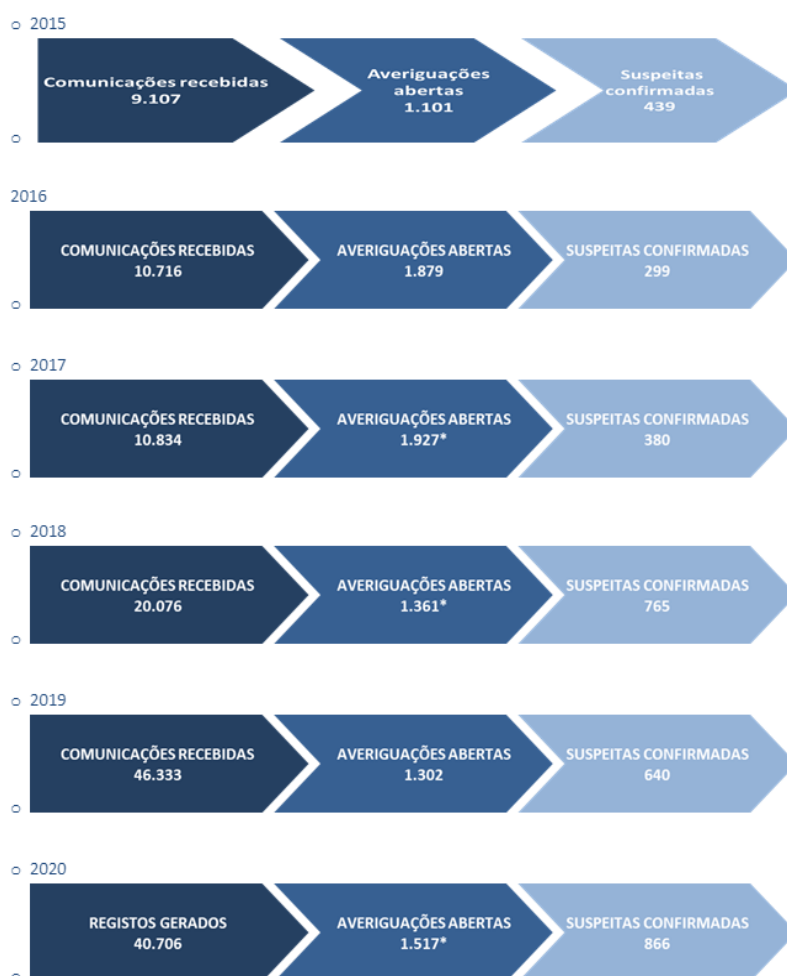 o 2015
Comunicações recebidas
9.107
Averiguações
abertas
1.101
Suspeitas
confirmadas
439
o
2016
COMUNICAÇÕES RECEBIDAS
10.716
AVERIGUAÇÕES ABERTAS
1.879
SUSPEITAS CONFIRMADAS
299
o
o 2017
COMUNICAÇÕES RECEBIDAS
10.834
AVERIGUAÇÕES ABERTAS
1.927*
SUSPEITAS CONFIRMADAS
380
o
o 2018
COMUNICAÇÕES RECEBIDAS
20.076
AVERIGUAÇÕES ABERTAS
1.361*
SUSPEITAS CONFIRMADAS
765
o
o 2019
COMUNICAÇÕES RECEBIDAS
46.333
AVERIGUAÇÕES ABERTAS
1.302
SUSPEITAS CONFIRMADAS
640
o
o 2020
REGISTOS GERADOS
40.706
AVERIGUAÇÕES ABERTAS
1.517*
SUSPEITAS CONFIRMADAS
866
o